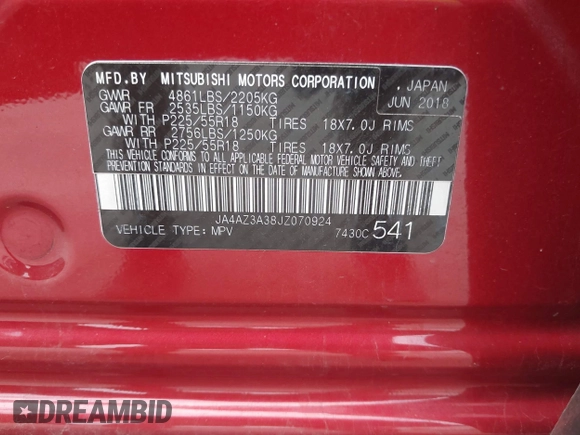 MFD.BY MITSUBISHI MOTORS CORPORATION , JAPAN
GVWR 4861LBS/2205KG JUN 2018
GAWR FR 2535LBS/1150KG
WITH P225/55R18 TIRES 18X7.0J RIMS
GAWR RR 2756LBS/1250KG
WITH P225/55R18 TIRES 18X7.0J RIMS
THIS VEHICLE CONFORMS TO ALL APPLICABLE FEDERAL MOTOR VEHICLE SAFETY AND THEFT
PREVENTION STANDARDS IN EFFECT ON THE DATE OF MANUFACTURE SHOWN ABOVE.
JA4AZ3A38JZ070924
VEHICLE TYPE: MPV 7430C 541
DREAMBID